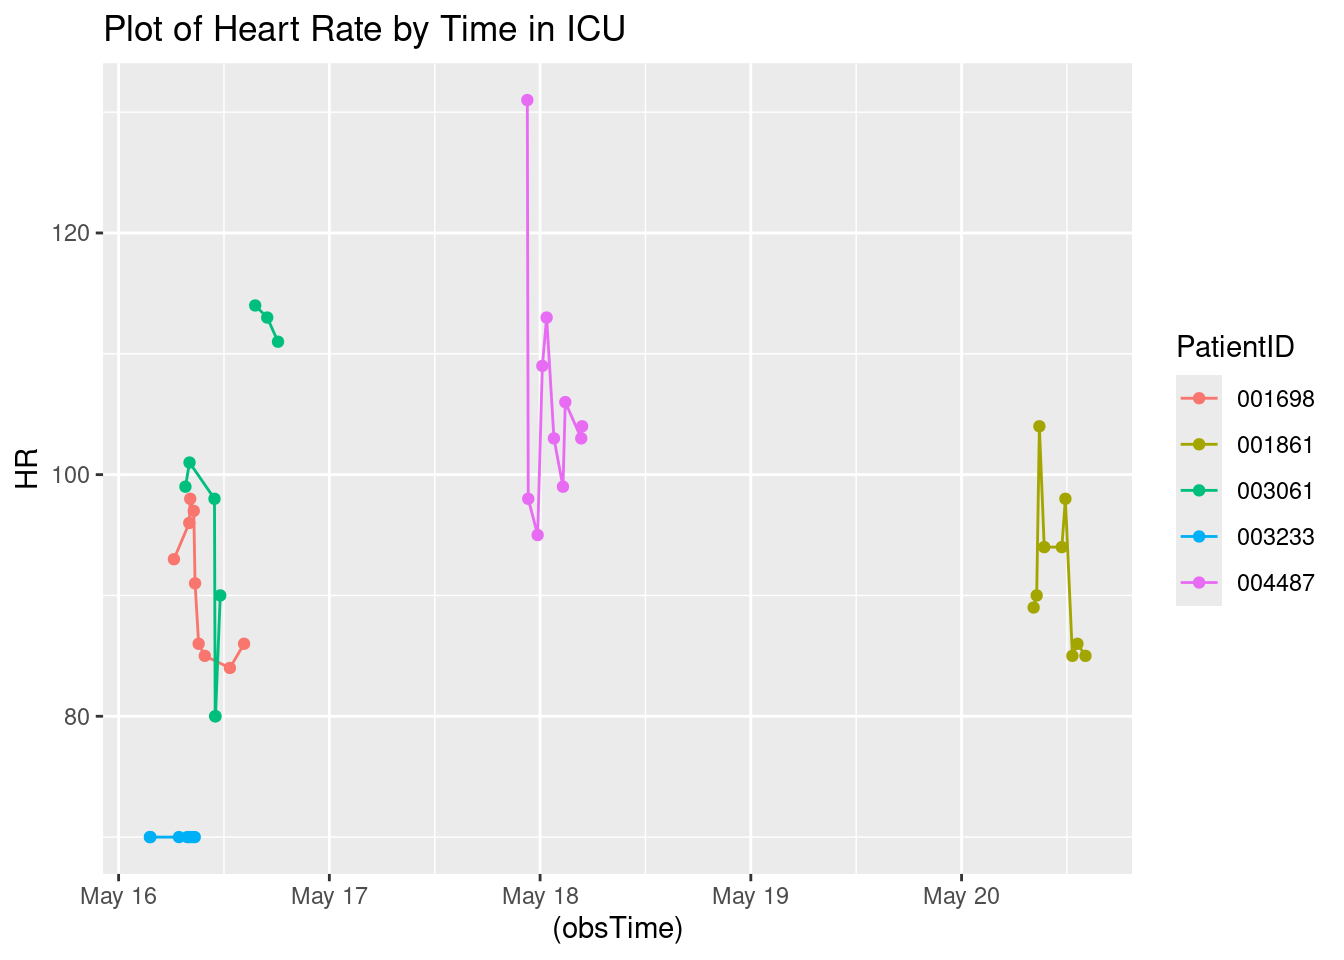 Plot of Heart Rate by Time in ICU
HR
120
100
80
May 16
May 17
May 18
May 19
May 20
(obsTime)
PatientID
001698
001861
003061
003233
004487